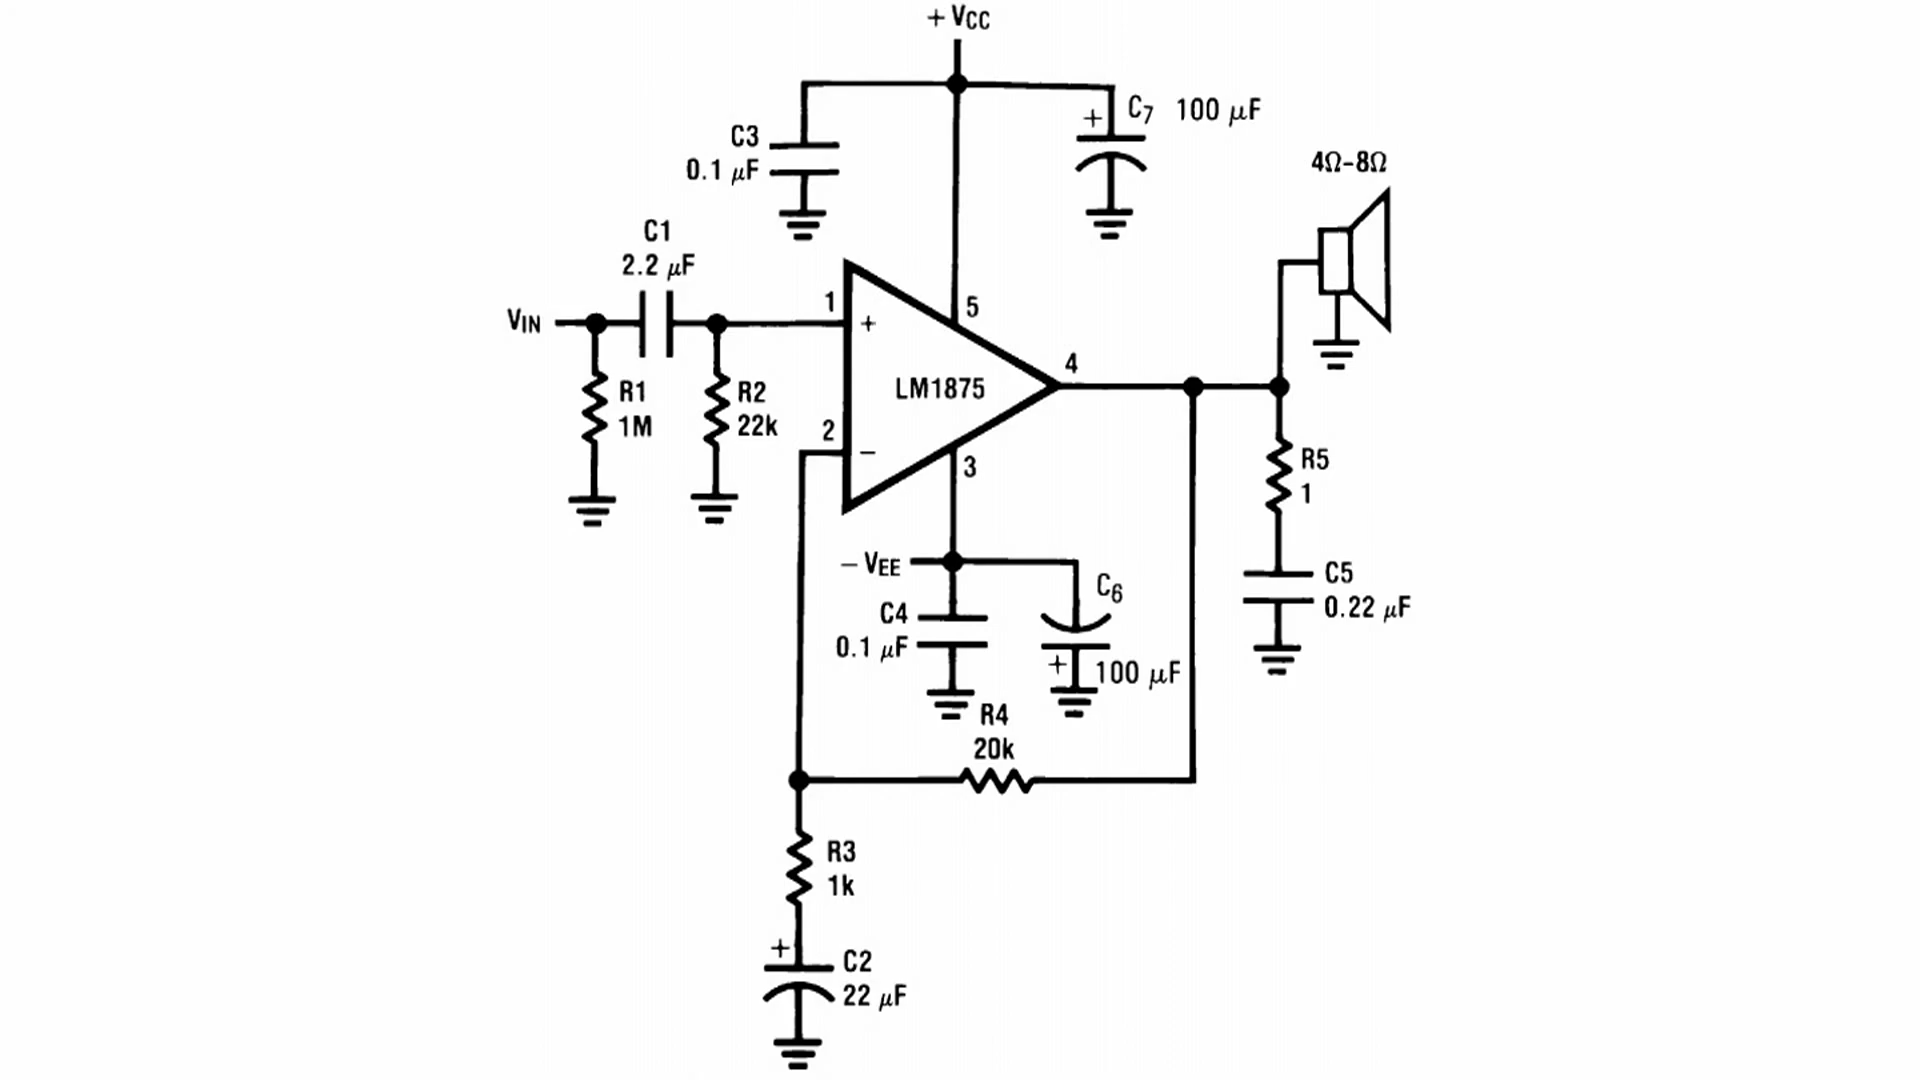 + VCC
C7 100 μF
+
C3
0.1 μF
4Ω-8Ω
C1
2.2 μF
VIN
1
+
5
R1
1M
R2
22k
LM1875
4
2
−
3
R5
1
− VEE
C4
0.1 μF
C6
+
100 μF
C5
0.22 μF
R4
20k
R3
1k
+
C2
22 μF